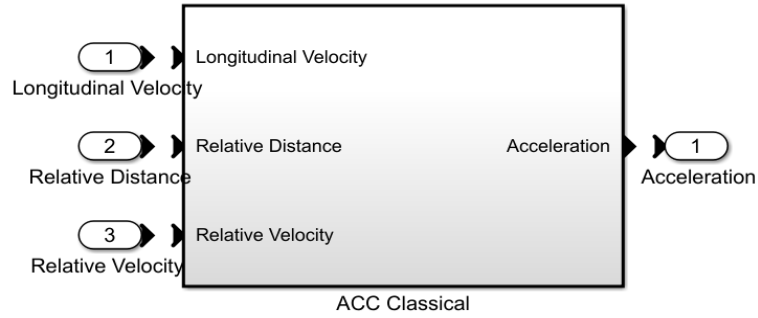 1
Longitudinal Velocity
Longitudinal Velocity
2
Relative Distance
Relative Distance
Acceleration
1
Acceleration
3
Relative Velocity
Relative Velocity
ACC Classical